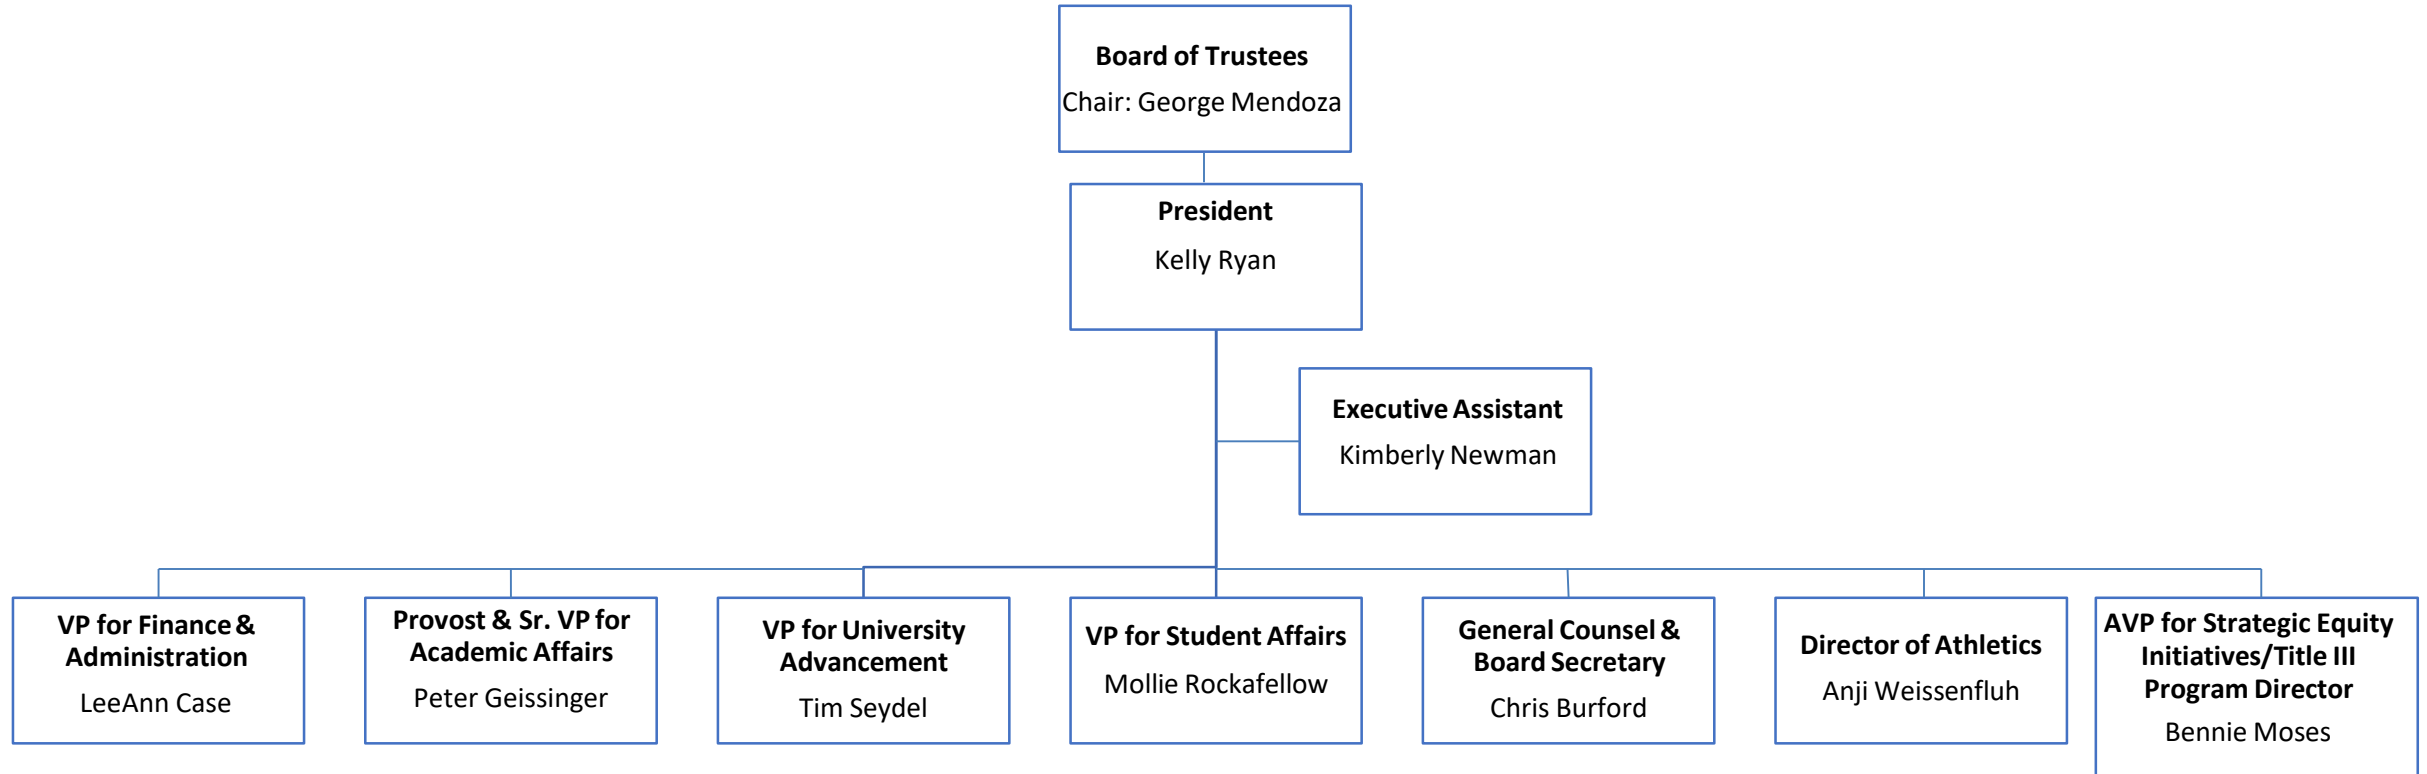 Board of Trustees
Chair: George Mendoza
President
Kelly Ryan
Executive Assistant
Kimberly Newman
VP for Finance &
Administration
LeeAnn Case
Provost & Sr. VP for
Academic Affairs
Peter Geissinger
VP for University
Advancement
Tim Seydel
VP for Student Affairs
Mollie Rockafellow
General Counsel &
Board Secretary
Chris Burford
Director of Athletics
Anji Weissenfluh
AVP for Strategic Equity
Initiatives/Title III
Program Director
Bennie Moses